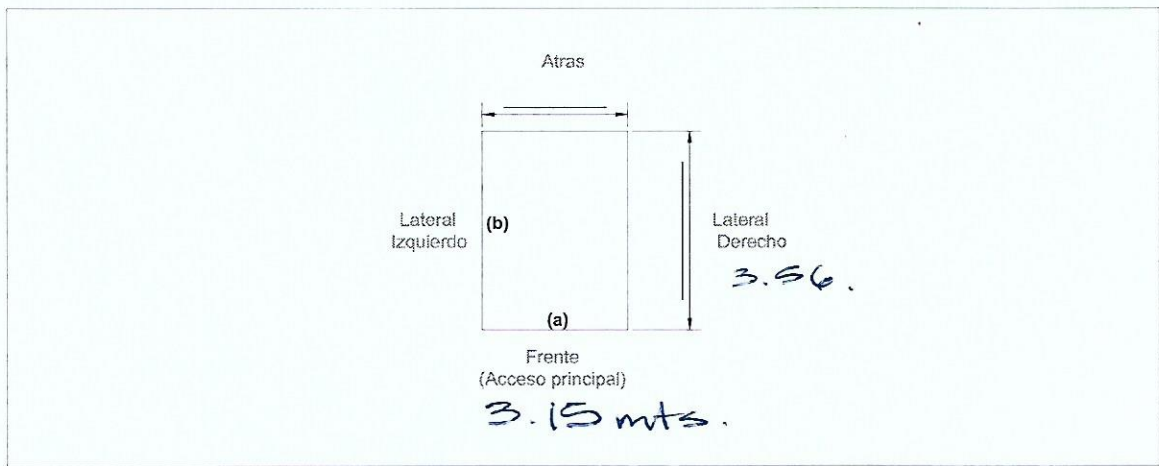 Atras
Lateral
Izquierdo
(b)
Lateral
Derecho
3.56.
(a)
Frente
(Acceso principal)
3.15 mts.